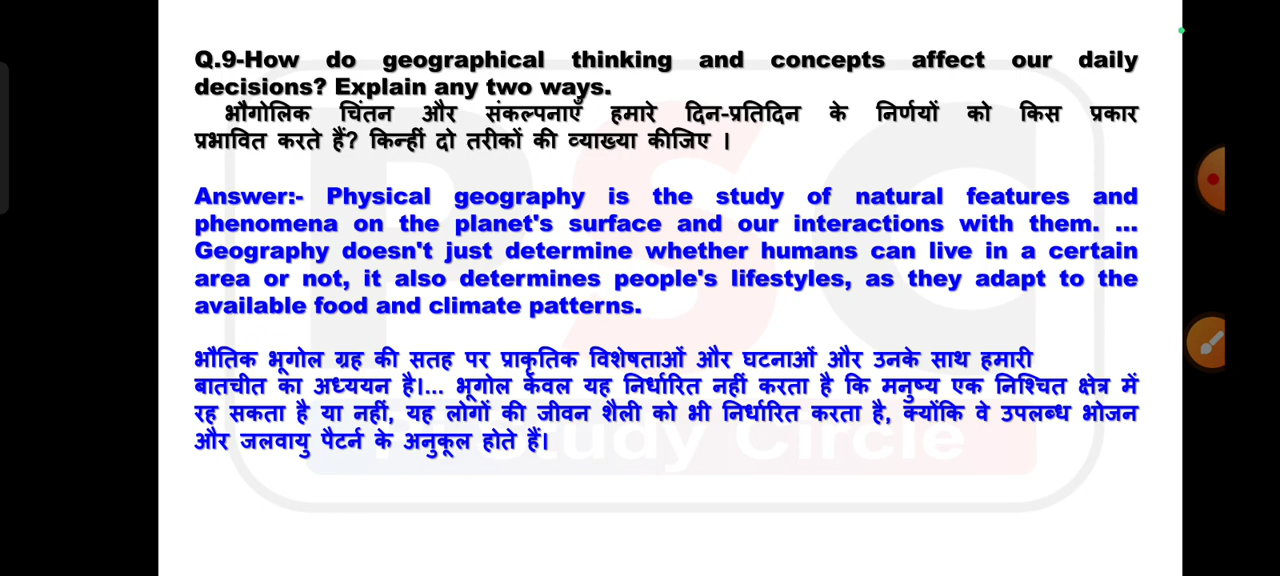 Q.9-How do geographical thinking and concepts affect our daily
decisions? Explain any two ways.
भौगोलिक चिंतन और संकल्पनाएँ हमारे दिन-प्रतिदिन के निर्णयों को किस प्रकार
प्रभावित करते हैं? किन्हीं दो तरीकों की व्याख्या कीजिए ।
Answer:- Physical geography is the study of natural features and
phenomena on the planet's surface and our interactions with them. ...
Geography doesn't just determine whether humans can live in a certain
area or not, it also determines people's lifestyles, as they adapt to the
available food and climate patterns.
भौतिक भूगोल ग्रह की सतह पर प्राकृतिक विशेषताओं और घटनाओं और उनके साथ हमारी
बातचीत का अध्ययन है।... भूगोल केवल यह निर्धारित नहीं करता है कि मनुष्य एक निश्चित क्षेत्र में
रह सकता है या नहीं, यह लोगों की जीवन शैली को भी निर्धारित करता है, क्योंकि वे उपलब्ध भोजन
और जलवायु पैटर्न के अनुकूल होते हैं।
PSC
Pi Study Circle